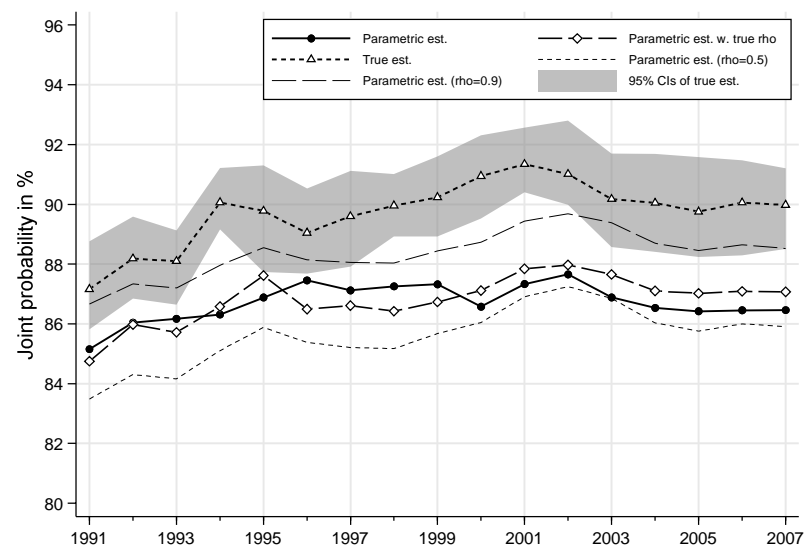 Parametric est.
Parametric est. w. true rho
True est.
Parametric est. (rho=0.5)
Parametric est. (rho=0.9)
95% CIs of true est.
Joint probability in %
96
94
92
90
88
86
84
82
80
1991 1993 1995 1997 1999 2001 2003 2005 2007